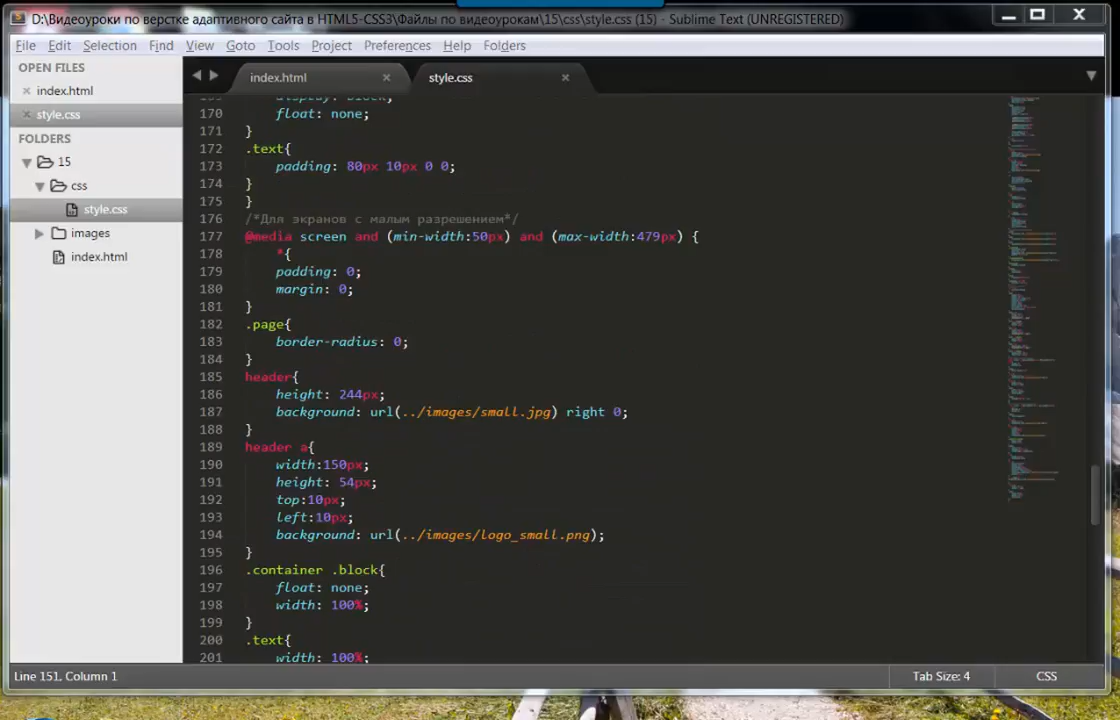 D:\Видеоуроки по верстке адаптивного сайта в HTML5-CSS3\Файлы по видеоурокам\15\css\style.css (15) - Sublime Text (UNREGISTERED)
File Edit Selection Find View Goto Tools Project Preferences Help Folders
OPEN FILES
index.html
style.css
FOLDERS
15
css
style.css
images
index.html
index.html
style.css
169 display: block;
170 float: none;
171 }
172 .text{
173 padding: 80px 10px 0 0;
174 }
175 }
176 /*Для экранов с малым разрешением*/
177 @media screen and (min-width:50px) and (max-width:479px) {
178 *{
179 padding: 0;
180 margin: 0;
181 }
182 .page{
183 border-radius: 0;
184 }
185 header{
186 height: 244px;
187 background: url(../images/small.jpg) right 0;
188 }
189 header a{
190 width:150px;
191 height: 54px;
192 top:10px;
193 left:10px;
194 background: url(../images/logo_small.png);
195 }
196 .container .block{
197 float: none;
198 width: 100%;
199 }
200 .text{
201 width: 100%;
Line 151, Column 1
Tab Size: 4
CSS